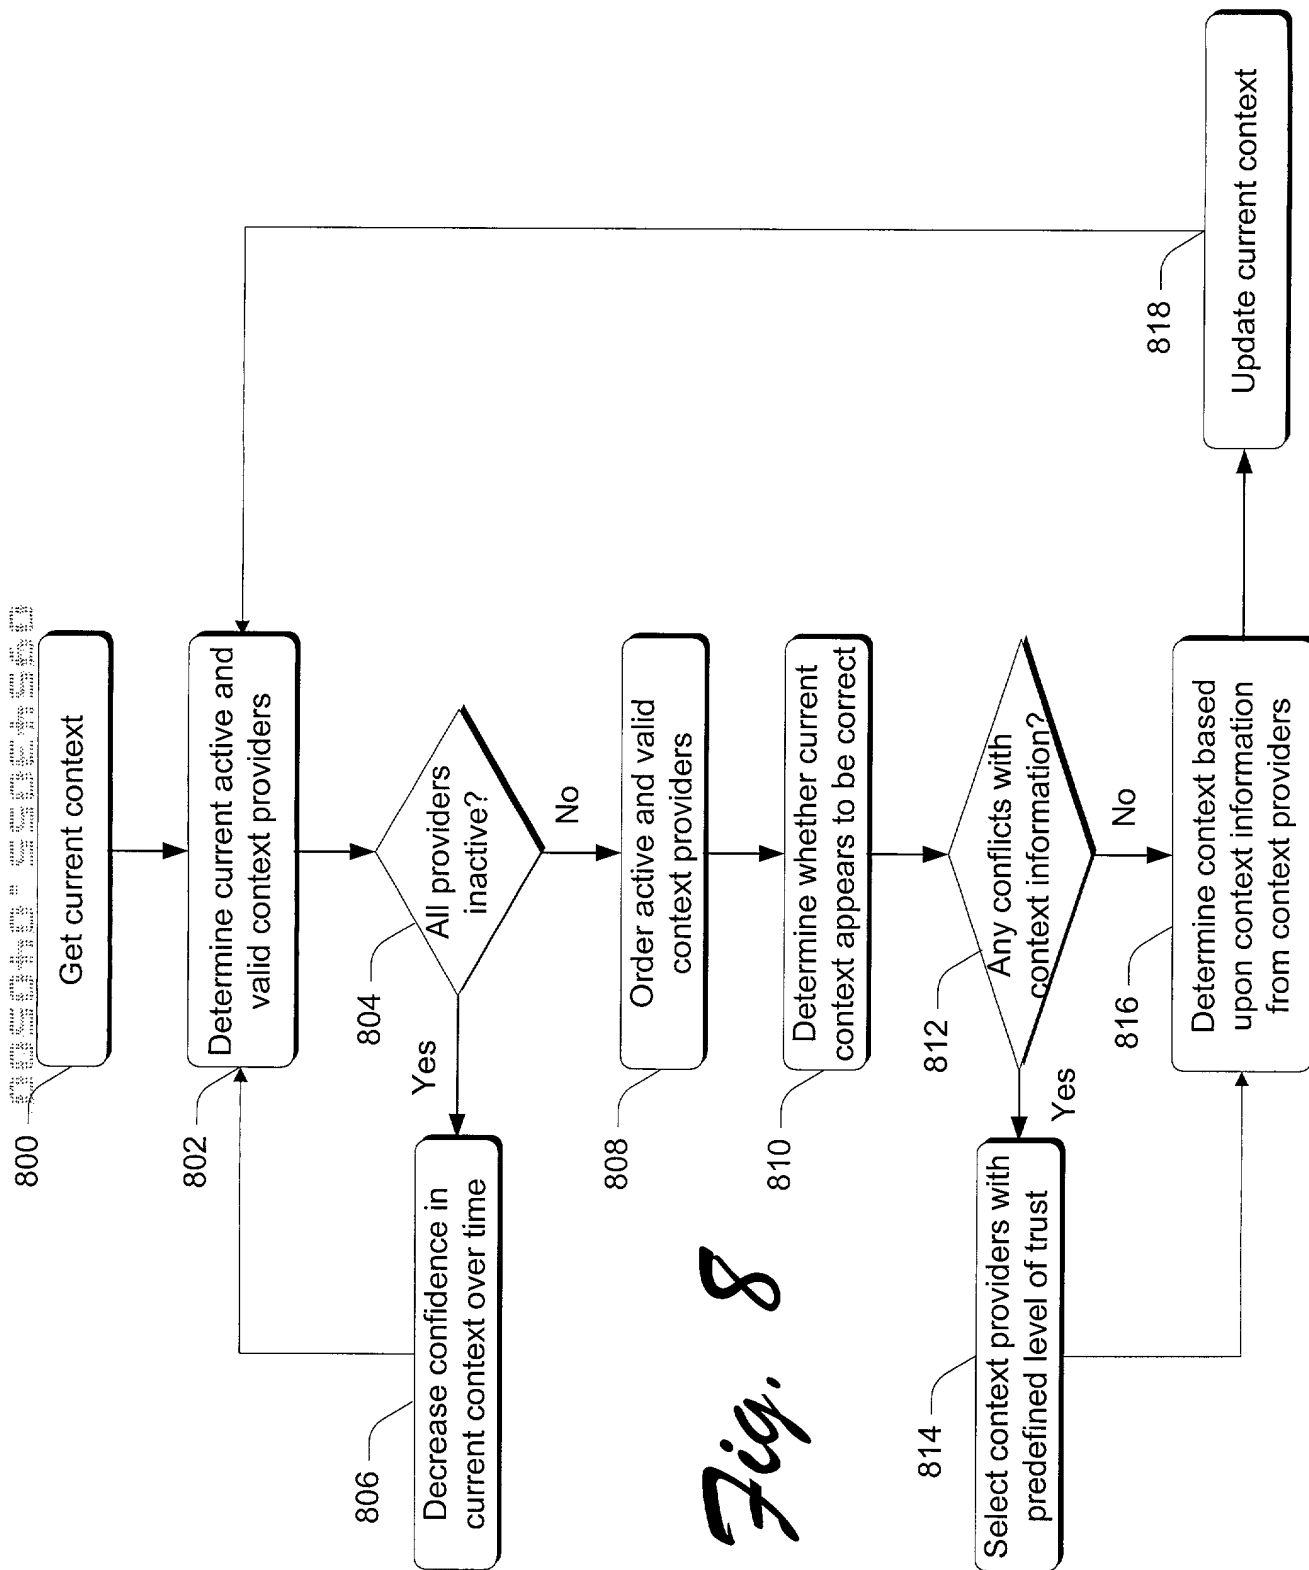 800
Get current context
802
Determine current active and
valid context providers
804
All providers
inactive?
Yes
No
806
Decrease confidence in
current context over time
808
Order active and valid
context providers
810
Determine whether current
context appears to be correct
812
Any conflicts with
context information?
Yes
No
814
Select context providers with
predefined level of trust
816
Determine context based
upon context information
from context providers
818
Update current context
Fig. 8